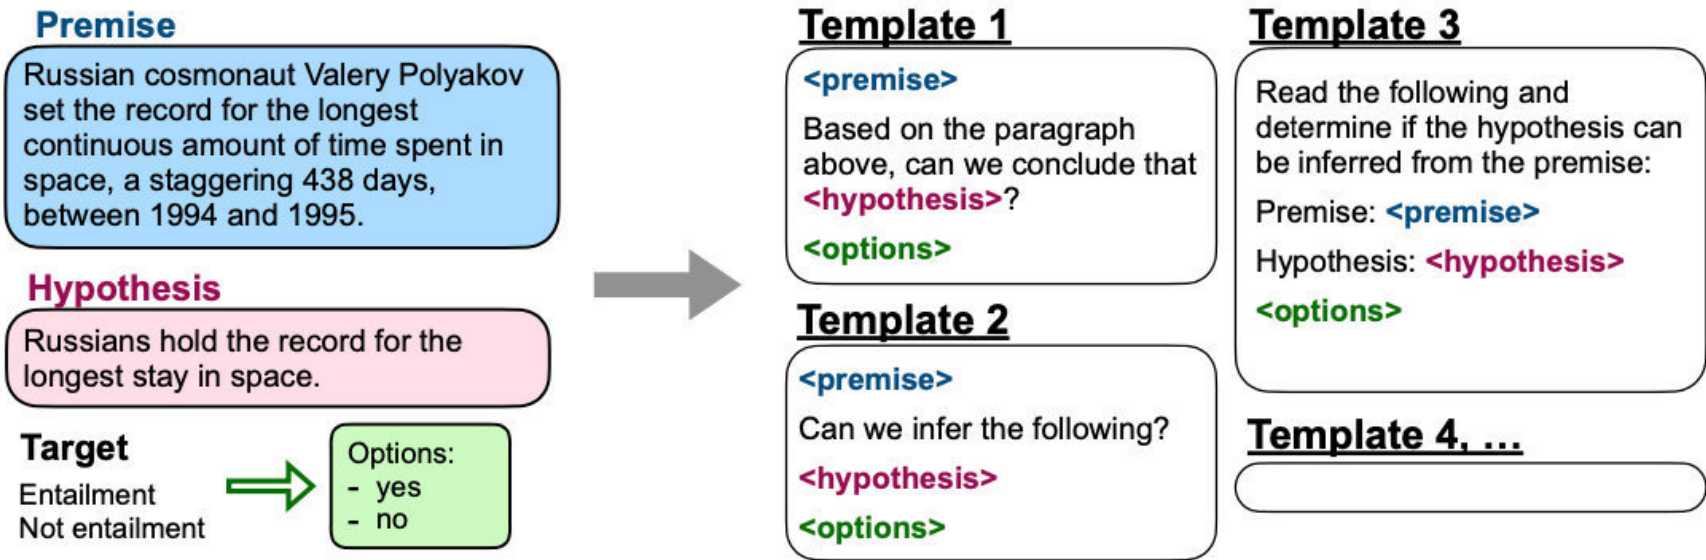 Premise
Russian cosmonaut Valery Polyakov
set the record for the longest
continuous amount of time spent in
space, a staggering 438 days,
between 1994 and 1995.
Hypothesis
Russians hold the record for the
longest stay in space.
Target
Entailment
Not entailment
Options:
- yes
- no
Template 1
<premise>
Based on the paragraph
above, can we conclude that
<hypothesis>?
<options>
Template 2
<premise>
Can we infer the following?
<hypothesis>
<options>
Template 3
Read the following and
determine if the hypothesis can
be inferred from the premise:
Premise: <premise>
Hypothesis: <hypothesis>
<options>
Template 4, …